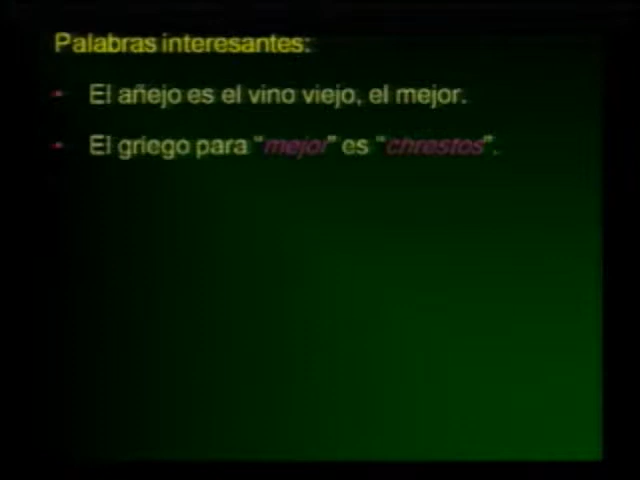 Palabras interesantes:
- El añejo es el vino viejo, el mejor.
- El griego para “mejor” es “chrestos”.